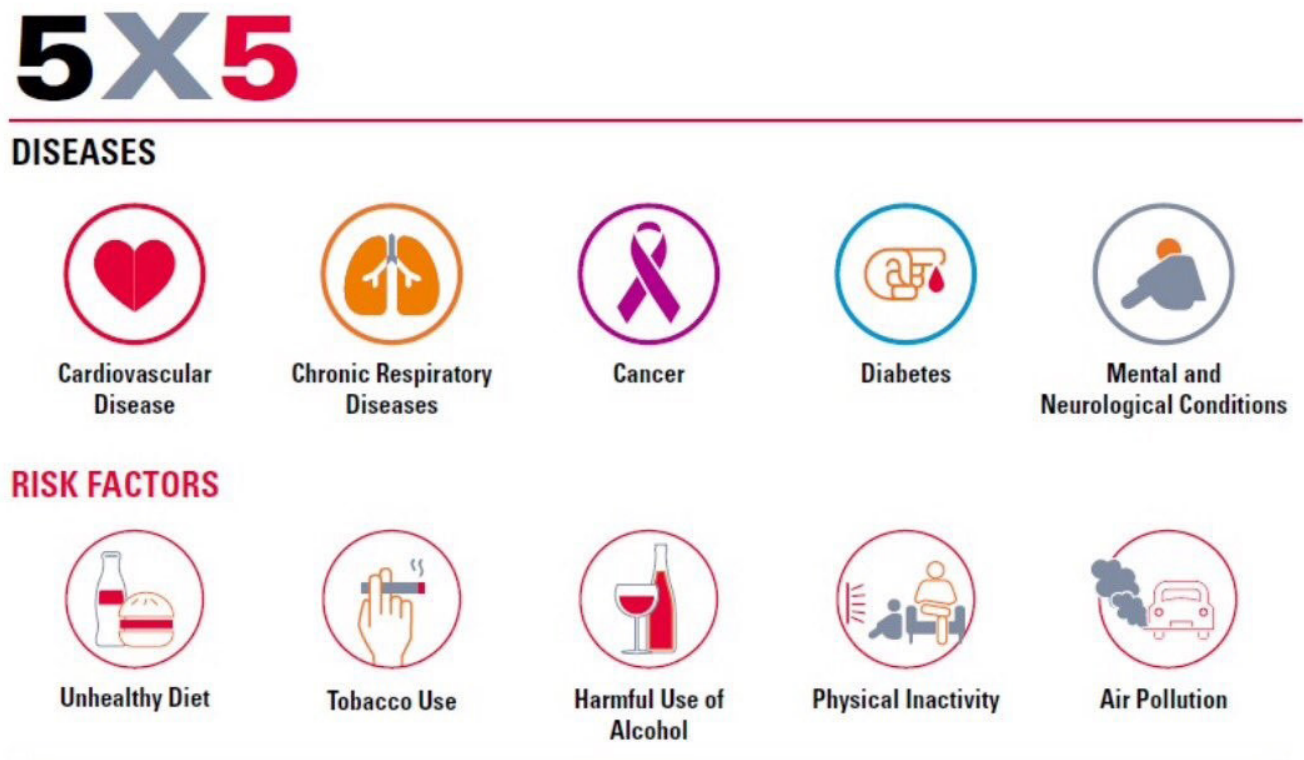 5X5
DISEASES
Cardiovascular
Disease
Chronic Respiratory
Diseases
Cancer
Diabetes
Mental and
Neurological Conditions
RISK FACTORS
Unhealthy Diet
Tobacco Use
Harmful Use of
Alcohol
Physical Inactivity
Air Pollution